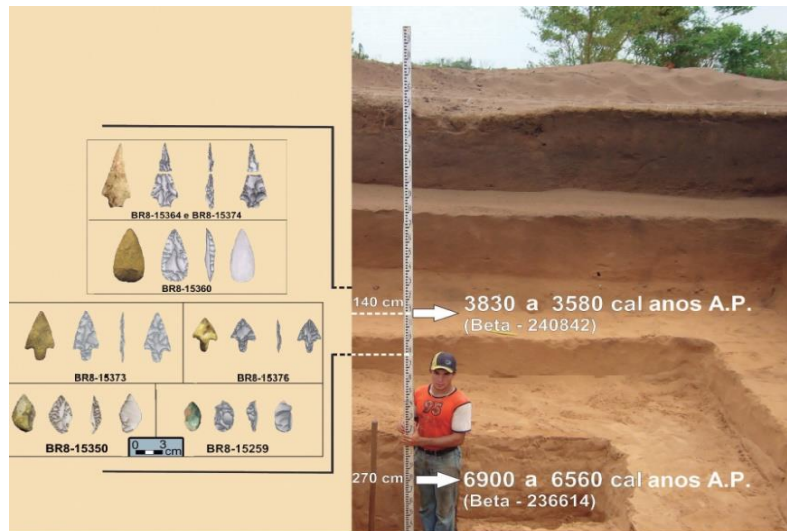 BR8-15364 e BR8-15374
BR8-15360
BR8-15373
BR8-15376
BR8-15350
0 3
cm
BR8-15259
140 cm
3830 a 3580 cal anos A.P.
(Beta - 240842)
95
270 cm
6900 a 6560 cal anos A.P.
(Beta - 236614)